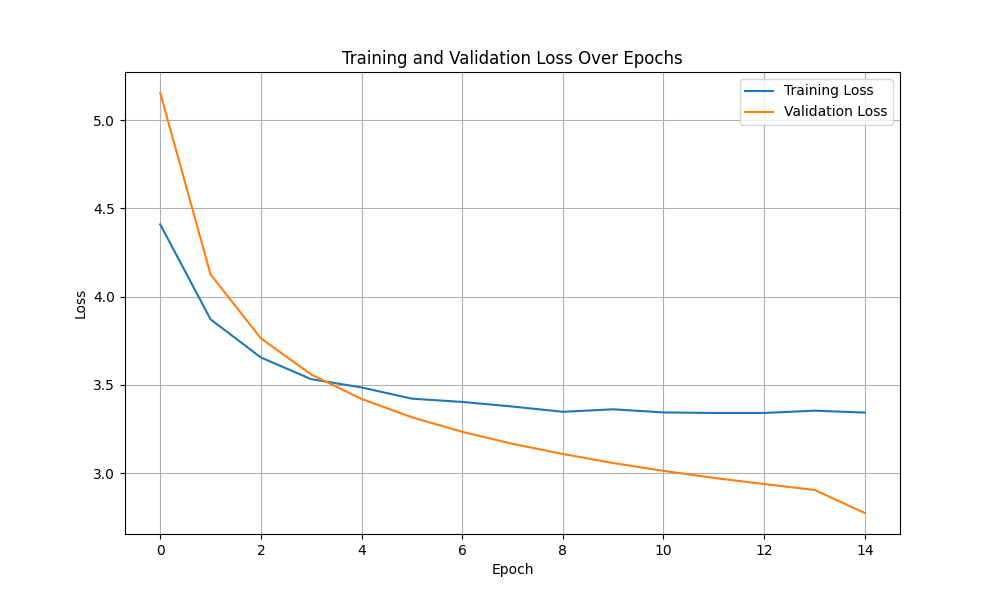 Training and Validation Loss Over Epochs
Training Loss
Validation Loss
5.0
4.5
4.0
3.5
3.0
Loss
0 2 4 6 8 10 12 14
Epoch